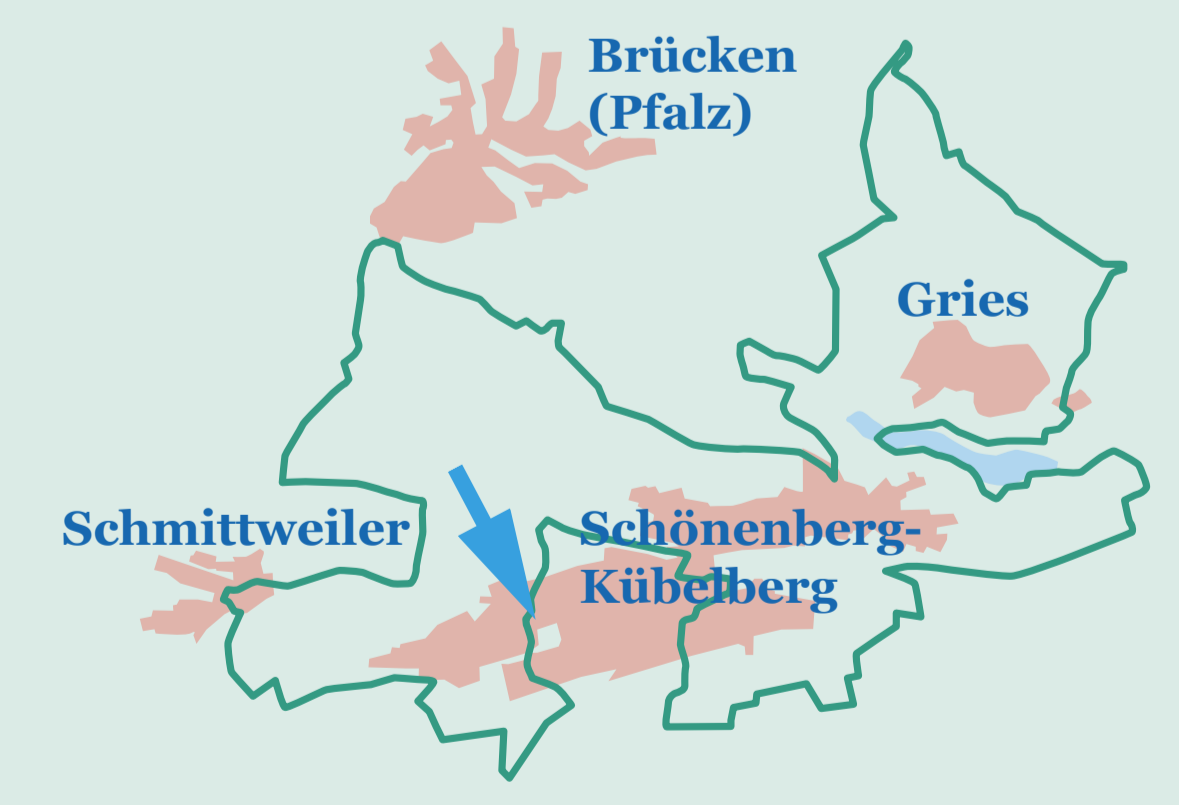 Brücken
(Pfalz)
Gries
Schmittweiler
Schönenberg-
Kübelberg